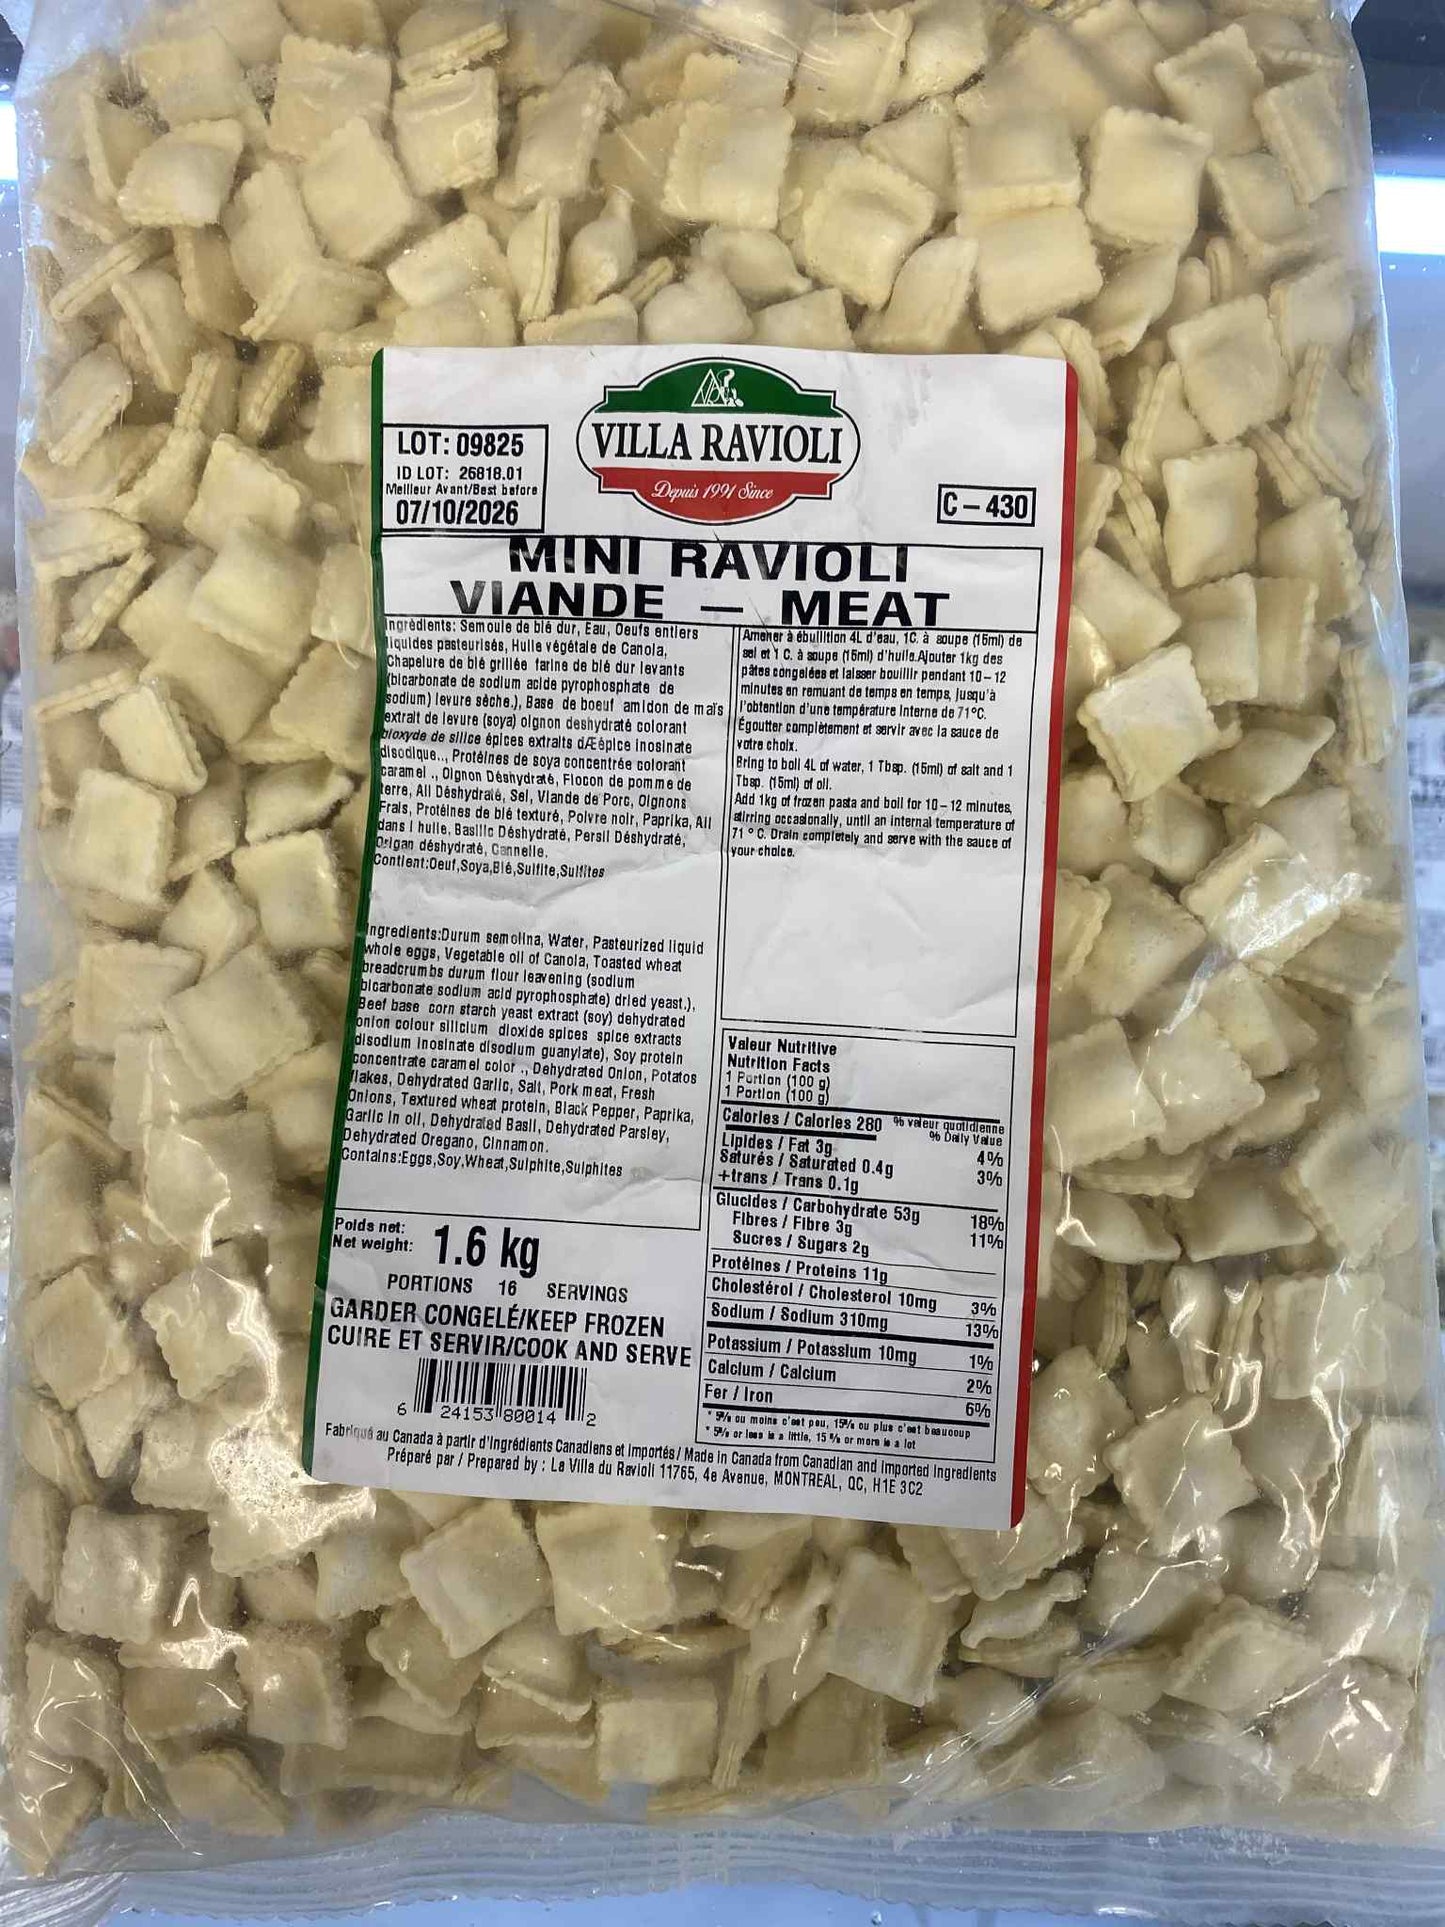 VILLA RAVIOLI
Depuis 1991 Since
LOT: 09825
ID LOT: 26818.01
Meilleur Avant/Best before
07/10/2026
C-430
MINI RAVIOLI
VIANDE — MEAT
Ingrédients: Semoule de blé dur, Eau, Oeufs entiers
liquides pasteurisés, Huile végétale de Canola,
Chapelure de blé grillée farine de blé dur levants
(bicarbonate de sodium acide pyrophosphate de
sodium) levure sèche.), Base de boeuf amidon de maïs
extrait de levure (soya) oignon deshydraté colorant
bioxyde de silice épices extraits dÆépice inosinate
disodique.., Protéines de soya concentrée colorant
caramel ., Oignon Déshydraté, Flocon de pomme de
terre, Ail Déshydraté, Sel, Viande de Porc, Oignons
Frais, Protéines de blé texturé, Poivre noir, Paprika, Ail
dans l huile, Basilic Déshydraté, Persil Déshydraté,
Origan déshydraté, Cannelle.
Contient:Oeuf,Soya,Blé,Sulfite,Sulfites
Ingredients:Durum semolina, Water, Pasteurized liquid
whole eggs, Vegetable oil of Canola, Toasted wheat
breadcrumbs durum flour leavening (sodium
bicarbonate sodium acid pyrophosphate) dried yeast.),
Beef base corn starch yeast extract (soy) dehydrated
onion colour silicium dioxide spices spice extracts
disodium inosinate disodium guanylate), Soy protein
concentrate caramel color ., Dehydrated Onion, Potatos
flakes, Dehydrated Garlic, Salt, Pork meat, Fresh
Onions, Textured wheat protein, Black Pepper, Paprika,
Garlic in oil, Dehydrated Basil, Dehydrated Parsley,
Dehydrated Oregano, Cinnamon.
Contains:Eggs,Soy,Wheat,Sulphite,Sulphites
Amener à ébullition 4L d'eau, 1C. à soupe (15ml) de
sel et 1 C. à soupe (15ml) d'huile.Ajouter 1kg des
pâtes congelées et laisser bouillir pendant 10-12
minutes en remuant de temps en temps, jusqu'à
l'obtention d'une température interne de 71°C.
Égoutter complètement et servir avec la sauce de
votre choix.
Bring to boil 4L of water, 1 Tbsp. (15ml) of salt and 1
Tbsp. (15ml) of oil.
Add 1kg of frozen pasta and boil for 10-12 minutes,
stirring occasionally, until an internal temperature of
71 ° C. Drain completely and serve with the sauce of
your choice.
Valeur Nutritive
Nutrition Facts
1 Portion (100 g)
1 Portion (100 g)
Calories / Calories 280 % valeur quotidienne
% Daily Value
Lipides / Fat 3g 4%
Saturés / Saturated 0.4g 3%
+trans / Trans 0.1g
Glucides / Carbohydrate 53g 18%
Fibres / Fibre 3g 11%
Sucres / Sugars 2g
Protéines / Proteins 11g
Cholestérol / Cholesterol 10mg 3%
Sodium / Sodium 310mg 13%
Potassium / Potassium 10mg 1%
Calcium / Calcium 2%
Fer / Iron 6%
* 5% ou moins c'est peu, 15% ou plus c'est beaucoup
* 5% or less is a little, 15 % or more is a lot
Poids net:
Net weight: 1.6 kg
PORTIONS 16 SERVINGS
GARDER CONGELÉ/KEEP FROZEN
CUIRE ET SERVIR/COOK AND SERVE
6 24153 80014 2
Fabriqué au Canada à partir d'ingrédients Canadiens et importés / Made in Canada from Canadian and imported ingredients
Préparé par / Prepared by : La Villa du Ravioli 11765, 4e Avenue, MONTREAL, QC, H1E 3C2